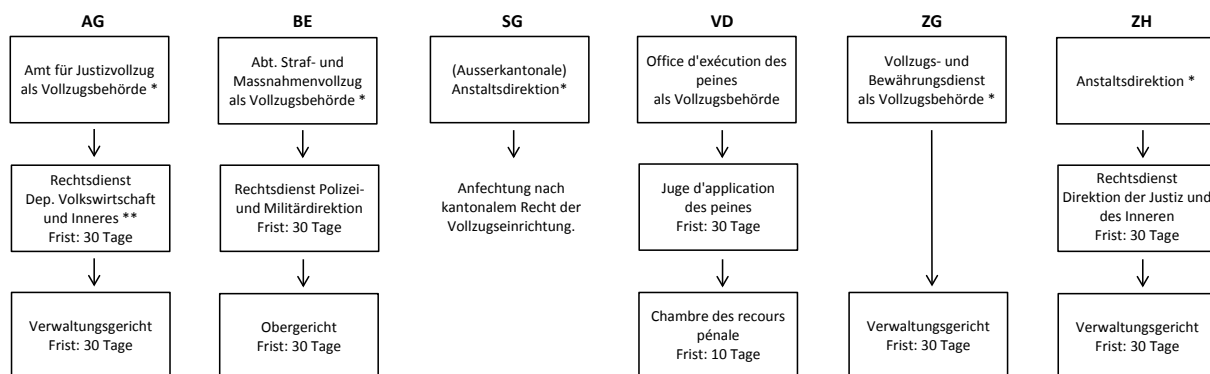 AG
Amt für Justizvollzug
als Vollzugsbehörde *
Rechtsdienst
Dep. Volkswirtschaft
und Inneres **
Frist: 30 Tage
Verwaltungsgericht
Frist: 30 Tage
BE
Abt. Straf- und
Massnahmenvollzug
als Vollzugsbehörde *
Rechtsdienst Polizei-
und Militärdirektion
Frist: 30 Tage
Obergericht
Frist: 30 Tage
SG
(Ausserkantonale)
Anstaltsdirektion*
Anfechtung nach
kantonalem Recht der
Vollzugseinrichtung.
VD
Office d'exécution des
peines
als Vollzugsbehörde
Juge d'application
des peines
Frist: 30 Tage
Chambre des recours
pénale
Frist: 10 Tage
ZG
Vollzugs- und
Bewährungsdienst
als Vollzugsbehörde *
Verwaltungsgericht
Frist: 30 Tage
ZH
Anstaltsdirektion *
Rechtsdienst
Direktion der Justiz und
des Inneren
Frist: 30 Tage
Verwaltungsgericht
Frist: 30 Tage